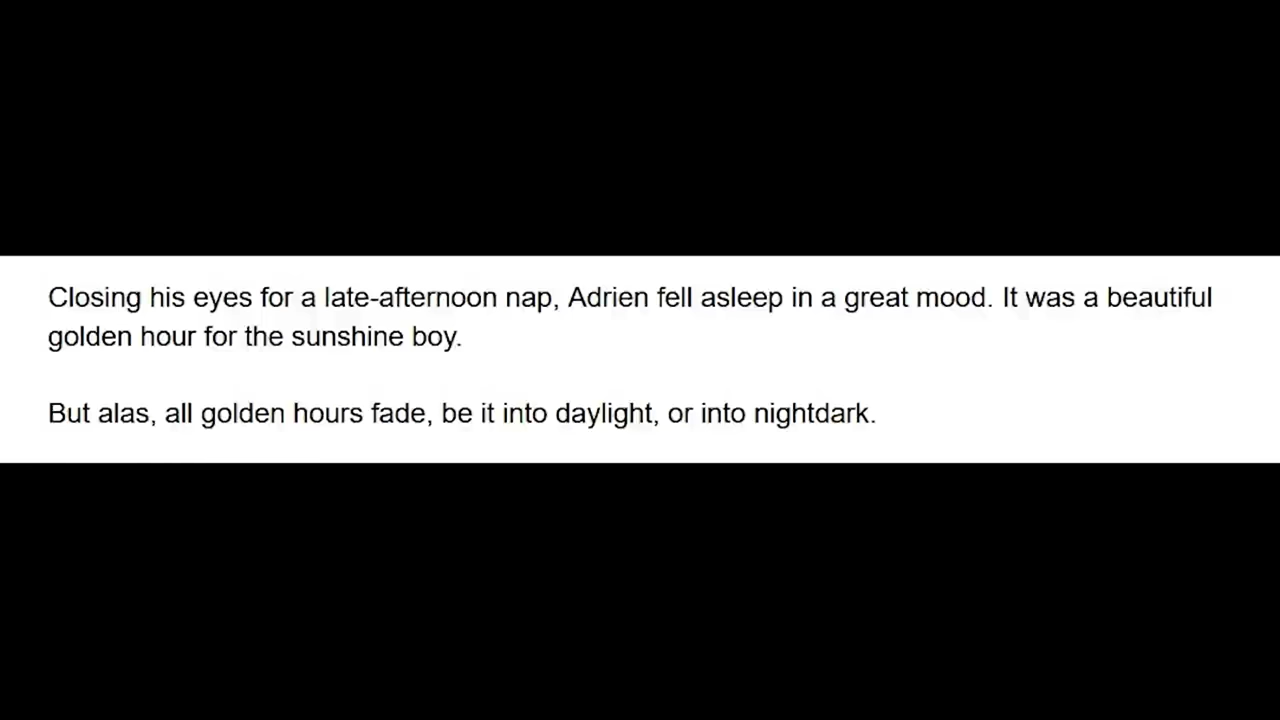 Closing his eyes for a late-afternoon nap, Adrien fell asleep in a great mood. It was a beautiful
golden hour for the sunshine boy.
But alas, all golden hours fade, be it into daylight, or into nightdark.